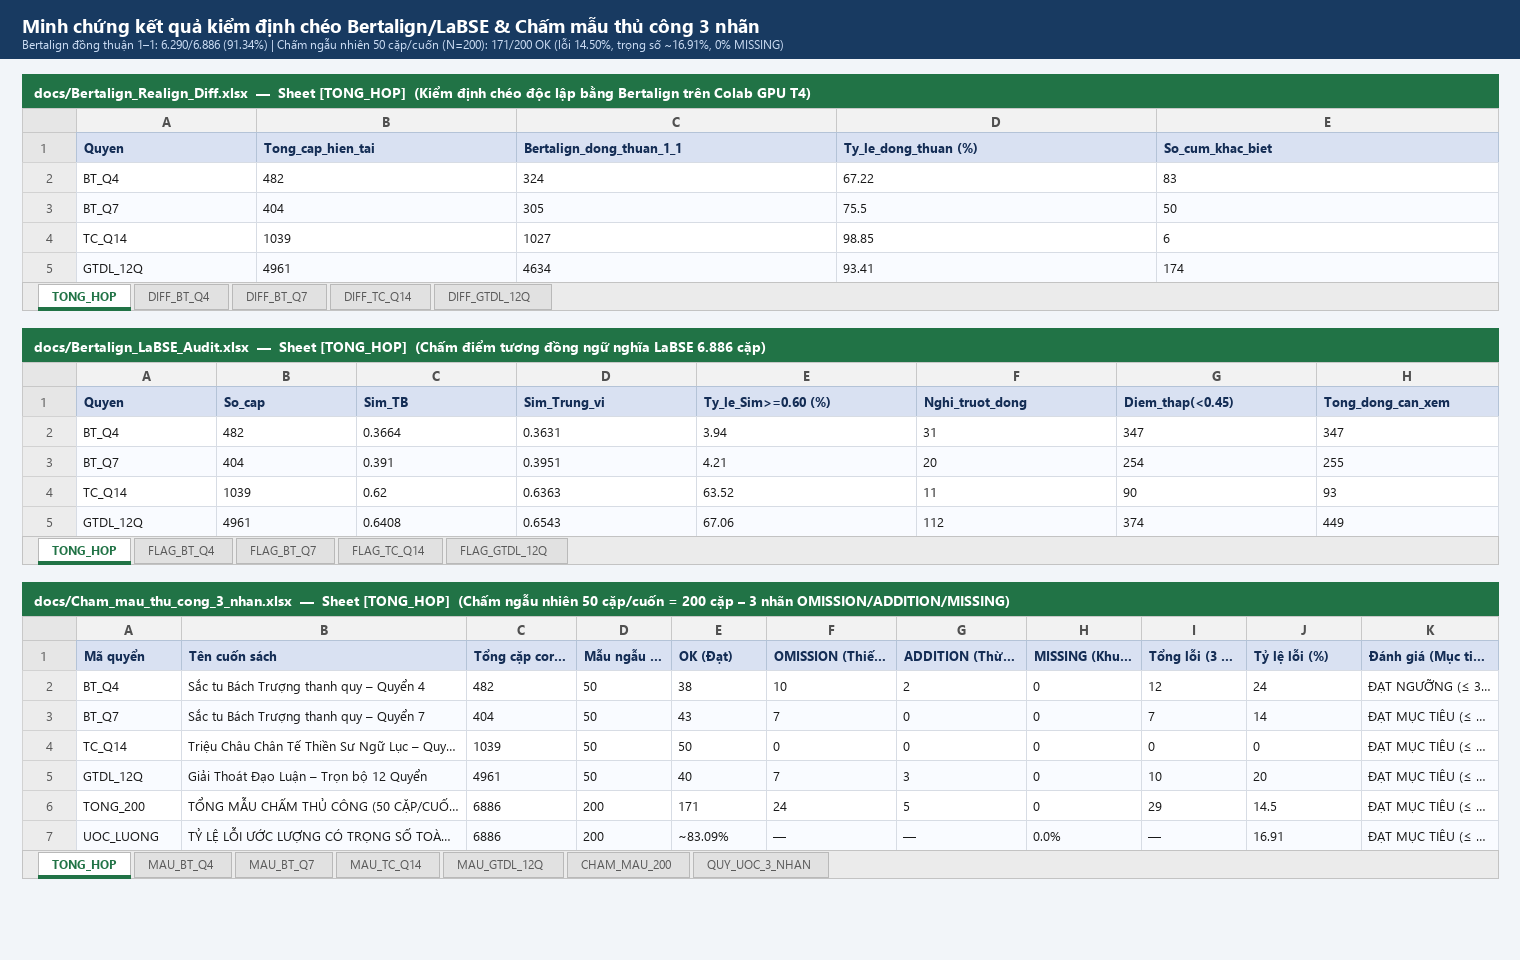 Minh chứng kết quả kiểm định chéo Bertalign/LaBSE & Chấm mẫu thủ công 3 nhãn
Bertalign đồng thuận 1–1: 6.290/6.886 (91.34%) | Chấm ngẫu nhiên 50 cặp/cuốn (N=200): 171/200 OK (lỗi 14.50%, trọng số ~16.91%, 0% MISSING)
docs/Bertalign_Realign_Diff.xlsx — Sheet [TONG_HOP] (Kiểm định chéo độc lập bằng Bertalign trên Colab GPU T4)
A B C D E
1 Quyen Tong_cap_hien_tai Bertalign_dong_thuan_1_1 Ty_le_dong_thuan (%) So_cum_khac_biet
2 BT_Q4 482 324 67.22 83
3 BT_Q7 404 305 75.5 50
4 TC_Q14 1039 1027 98.85 6
5 GTDL_12Q 4961 4634 93.41 174
TONG_HOP DIFF_BT_Q4 DIFF_BT_Q7 DIFF_TC_Q14 DIFF_GTDL_12Q
docs/Bertalign_LaBSE_Audit.xlsx — Sheet [TONG_HOP] (Chấm điểm tương đồng ngữ nghĩa LaBSE 6.886 cặp)
A B C D E F G H
1 Quyen So_cap Sim_TB Sim_Trung_vi Ty_le_Sim>=0.60 (%) Nghi_truot_dong Diem_thap(<0.45) Tong_dong_can_xem
2 BT_Q4 482 0.3664 0.3631 3.94 31 347 347
3 BT_Q7 404 0.391 0.3951 4.21 20 254 255
4 TC_Q14 1039 0.62 0.6363 63.52 11 90 93
5 GTDL_12Q 4961 0.6408 0.6543 67.06 112 374 449
TONG_HOP FLAG_BT_Q4 FLAG_BT_Q7 FLAG_TC_Q14 FLAG_GTDL_12Q
docs/Cham_mau_thu_cong_3_nhan.xlsx — Sheet [TONG_HOP] (Chấm ngẫu nhiên 50 cặp/cuốn = 200 cặp – 3 nhãn OMISSION/ADDITION/MISSING)
A B C D E F G H I J K
1 Mã quyển Tên cuốn sách Tổng cặp cor... Mẫu ngẫu ... OK (Đạt) OMISSION (Thiế... ADDITION (Thừ... MISSING (Khu... Tổng lỗi (3 ... Tỷ lệ lỗi (%) Đánh giá (Mục ti...
2 BT_Q4 Sắc tu Bách Trượng thanh quy – Quyển 4 482 50 38 10 2 0 12 24 ĐẠT NGƯỠNG (≤ 3...
3 BT_Q7 Sắc tu Bách Trượng thanh quy – Quyển 7 404 50 43 7 0 0 7 14 ĐẠT MỤC TIÊU (≤ ...
4 TC_Q14 Triệu Châu Chân Tế Thiền Sư Ngữ Lục – Quy... 1039 50 50 0 0 0 0 0 ĐẠT MỤC TIÊU (≤ ...
5 GTDL_12Q Giải Thoát Đạo Luận – Trọn bộ 12 Quyển 4961 50 40 7 3 0 10 20 ĐẠT MỤC TIÊU (≤ ...
6 TONG_200 TỔNG MẪU CHẤM THỦ CÔNG (50 CẶP/CUỐ... 6886 200 171 24 5 0 29 14.5 ĐẠT MỤC TIÊU (≤ ...
7 UOC_LUONG TỶ LỆ LỖI ƯỚC LƯỢNG CÓ TRỌNG SỐ TOÀ... 6886 200 ~83.09% — — 0.0% — 16.91 ĐẠT MỤC TIÊU (≤ ...
TONG_HOP MAU_BT_Q4 MAU_BT_Q7 MAU_TC_Q14 MAU_GTDL_12Q CHAM_MAU_200 QUY_UOC_3_NHAN